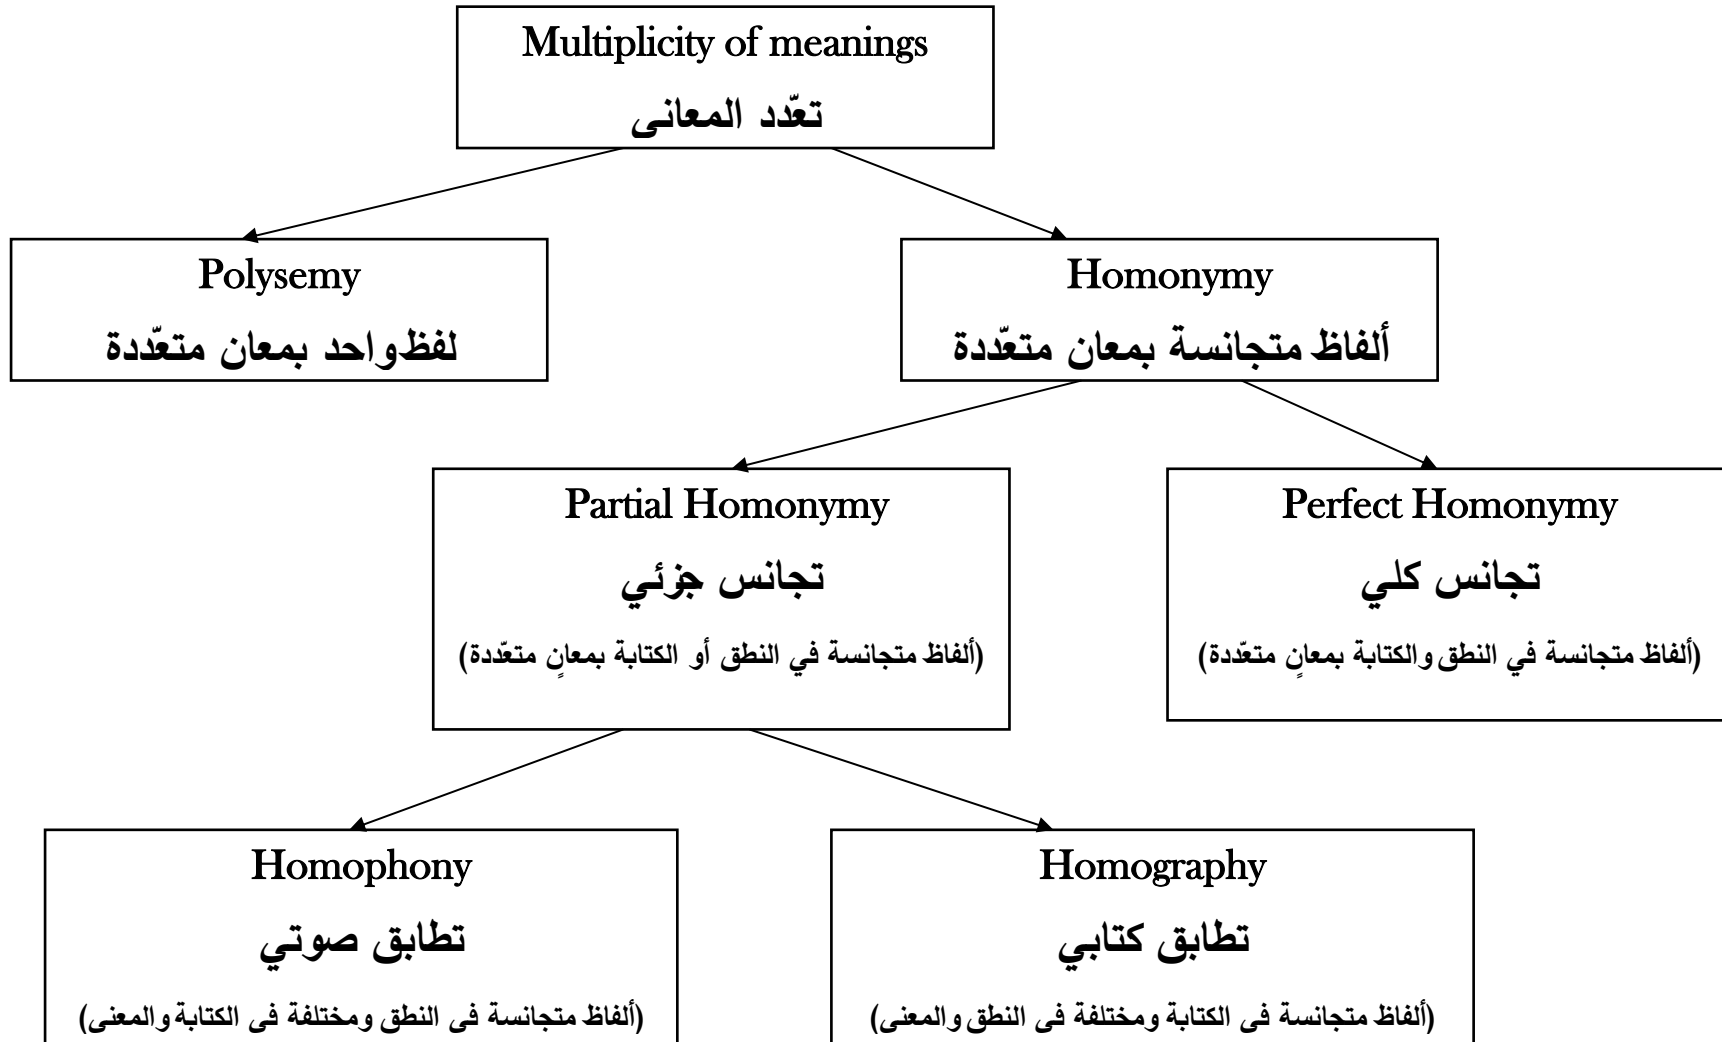 Multiplicity of meanings
تعّدد المعانى
Polysemy
لفظ واحد بمعان متعّددة
Homonymy
ألفاظ متجانسة بمعان متعّددة
Partial Homonymy
تجانس جزئي
(ألفاظ متجانسة في النطق أو الكتابة بمعانٍ متعّددة)
Perfect Homonymy
تجانس كلي
(ألفاظ متجانسة في النطق والكتابة بمعانٍ متعّددة)
Homophony
تطابق صوتي
(ألفاظ متجانسة فى النطق ومختلفة فى الكتابة والمعنى)
Homography
تطابق كتابي
(ألفاظ متجانسة فى الكتابة ومختلفة فى النطق والمعنى)